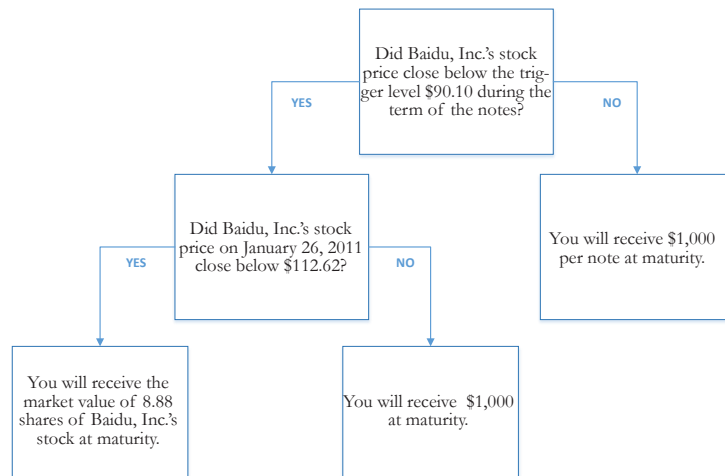 Did Baidu, Inc.'s stock
price close below the trig-
ger level $90.10 during the
term of the notes?
YES
NO
Did Baidu, Inc.'s stock
price on January 26, 2011
close below $112.62?
You will receive $1,000
per note at maturity.
YES
NO
You will receive the
market value of 8.88
shares of Baidu, Inc.'s
stock at maturity.
You will receive $1,000
at maturity.